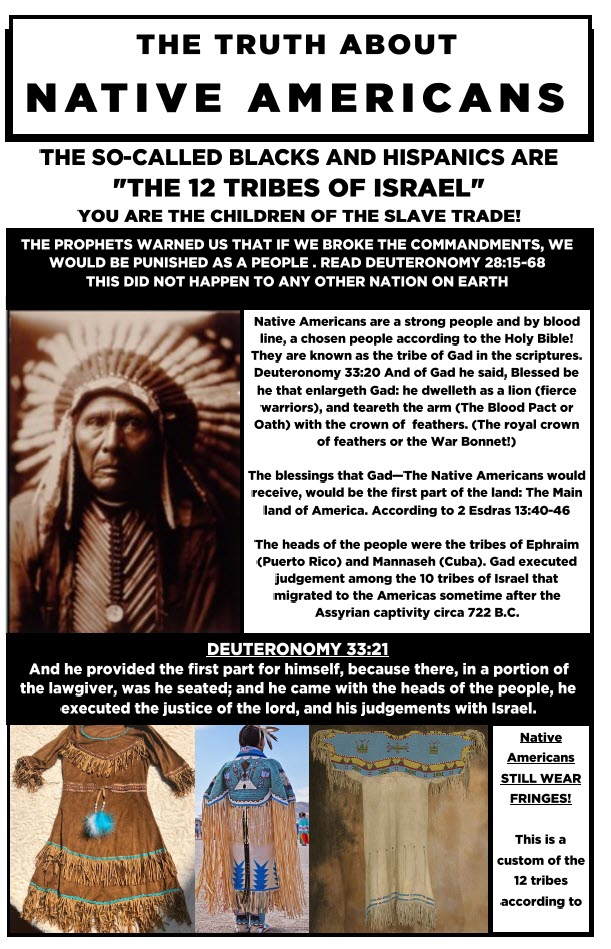 THE TRUTH ABOUT
NATIVE AMERICANS
THE SO-CALLED BLACKS AND HISPANICS ARE
"THE 12 TRIBES OF ISRAEL"
YOU ARE THE CHILDREN OF THE SLAVE TRADE!
THE PROPHETS WARNED US THAT IF WE BROKE THE COMMANDMENTS, WE
WOULD BE PUNISHED AS A PEOPLE . READ DEUTERONOMY 28:15-68
THIS DID NOT HAPPEN TO ANY OTHER NATION ON EARTH
Native Americans are a strong people and by blood
line, a chosen people according to the Holy Bible!
They are known as the tribe of Gad in the scriptures.
Deuteronomy 33:20 And of Gad he said, Blessed be
he that enlargeth Gad: he dwelleth as a lion (fierce
warriors), and teareth the arm (The Blood Pact or
Oath) with the crown of feathers. (The royal crown
of feathers or the War Bonnet!)
The blessings that Gad—The Native Americans would
receive, would be the first part of the land: The Main
land of America. According to 2 Esdras 13:40-46
The heads of the people were the tribes of Ephraim
(Puerto Rico) and Mannaseh (Cuba). Gad executed
judgement among the 10 tribes of Israel that
migrated to the Americas sometime after the
Assyrian captivity circa 722 B.C.
DEUTERONOMY 33:21
And he provided the first part for himself, because there, in a portion of
the lawgiver, was he seated; and he came with the heads of the people, he
executed the justice of the lord, and his judgements with Israel.
Native
Americans
STILL WEAR
FRINGES!
This is a
custom of the
12 tribes
according to